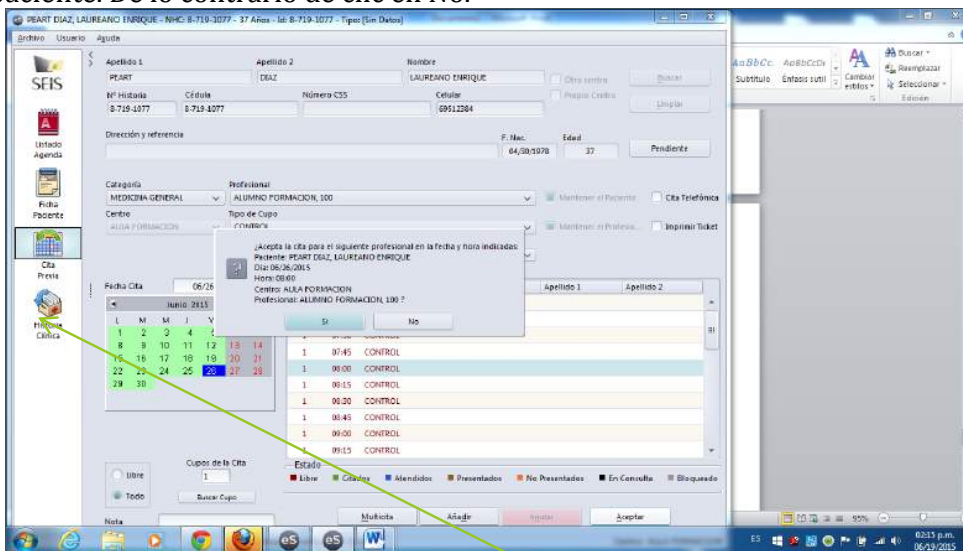 paciente. De lo contrario de clic en No.
PEART DIAZ, LAUREANO ENRIQUE - NHC: 8-719-1077 - 37 Años - Id: 8-719-1077 - Tipo: [Sin Datos]
Archivo Usuario Ayuda
SEIS
Listado Agenda
Ficha Paciente
Cita Previa
Historia Clínica
Apellido 1 Apellido 2 Nombre
PEART DIAZ LAUREANO ENRIQUE Otro centro Buscar
Nº Historia Cédula Número CSS Celular Propio Centro
8-719-1077 8-719-1077 69512384 Limpiar
Dirección y referencia F. Nac. Edad
04/30/1978 37 Pendiente
Categoría Profesional
MEDICINA GENERAL ALUMNO FORMACION, 100 Mantener el Paciente Cita Telefónica
Centro Tipo de Cupo
AULA FORMACION CONTROL Mantener el Profesio... Imprimir Ticket
¿Acepta la cita para el siguiente profesional en la fecha y hora indicadas:
Paciente: PEART DIAZ, LAUREANO ENRIQUE
Día: 06/26/2015
Hora: 08:00
Centro: AULA FORMACION
Profesional: ALUMNO FORMACION, 100 ?
Si No
Fecha Cita 06/26 Apellido 1 Apellido 2
Junio 2015
L M M J V
1 2 3 4
8 9 10 11 12 13 14
15 16 17 18 19 20 21
22 23 24 25 26 27 28
29 30
1 07:45 CONTROL
1 08:00 CONTROL
1 08:15 CONTROL
1 08:30 CONTROL
1 08:45 CONTROL
1 09:00 CONTROL
1 09:15 CONTROL
Cupos de la Cita
Libre 1
Todo Buscar Cupo
Estado
Libre Citados Atendidos Presentados No Presentados En Consulta Bloqueado
Nota
Multicita Añadir Aceptar
AaBbCc. AaBbCcDi
Subtítulo Énfasis sutil
Cambiar estilos
Buscar
Reemplazar
Seleccionar
Edición
95%
ES
02:15 p.m.
06/19/2015